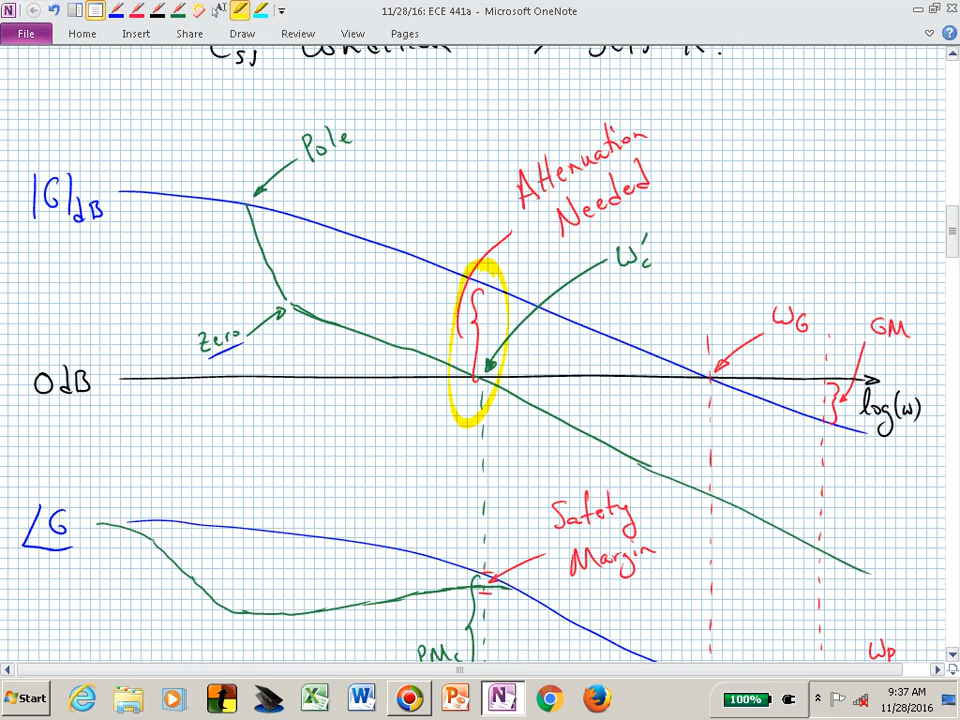 11/28/16: ECE 441a - Microsoft OneNote
File Home Insert Share Draw Review View Pages
Pole
Attenuation
Needed
|G|dB
ωc'
ωG
GM
Zero
0dB
log(ω)
∠G
Safety
Margin
PMc
ωp
Start
100%
9:37 AM
11/28/2016